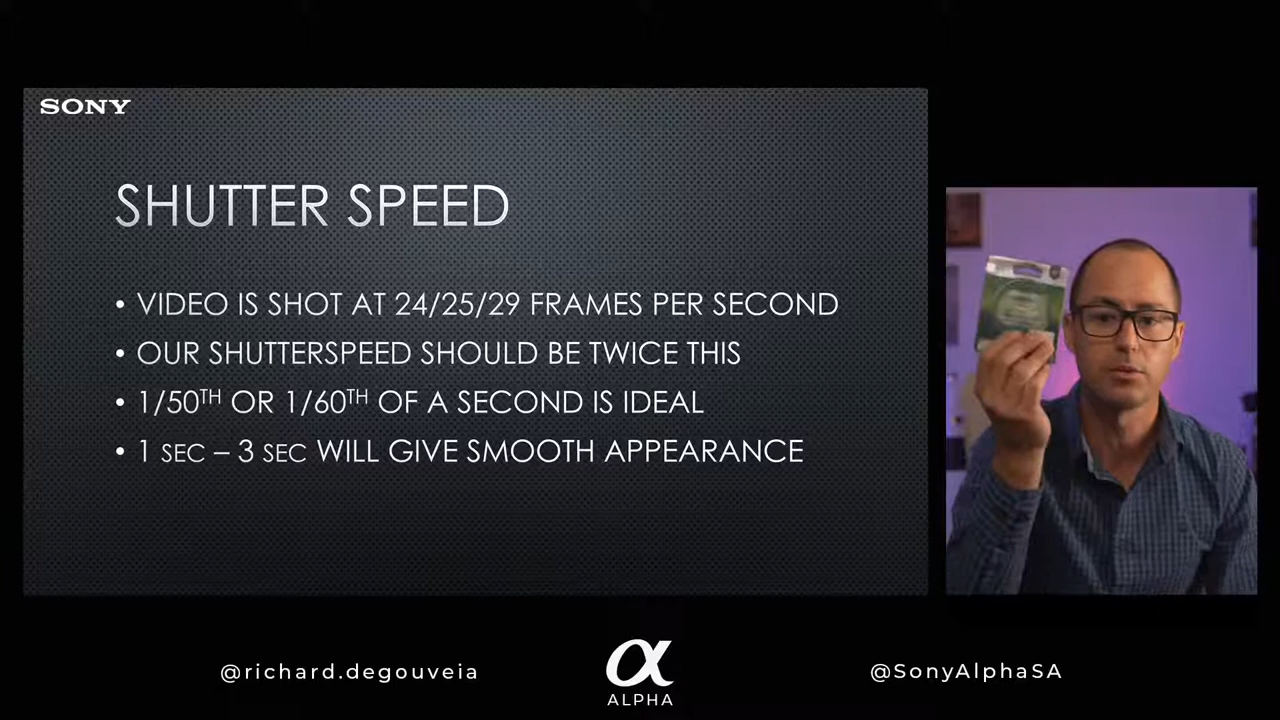 SONY
SHUTTER SPEED
• VIDEO IS SHOT AT 24/25/29 FRAMES PER SECOND
• OUR SHUTTERSPEED SHOULD BE TWICE THIS
• 1/50TH OR 1/60TH OF A SECOND IS IDEAL
• 1 SEC – 3 SEC WILL GIVE SMOOTH APPEARANCE
@richard.degouveia
α
ALPHA
@SonyAlphaSA